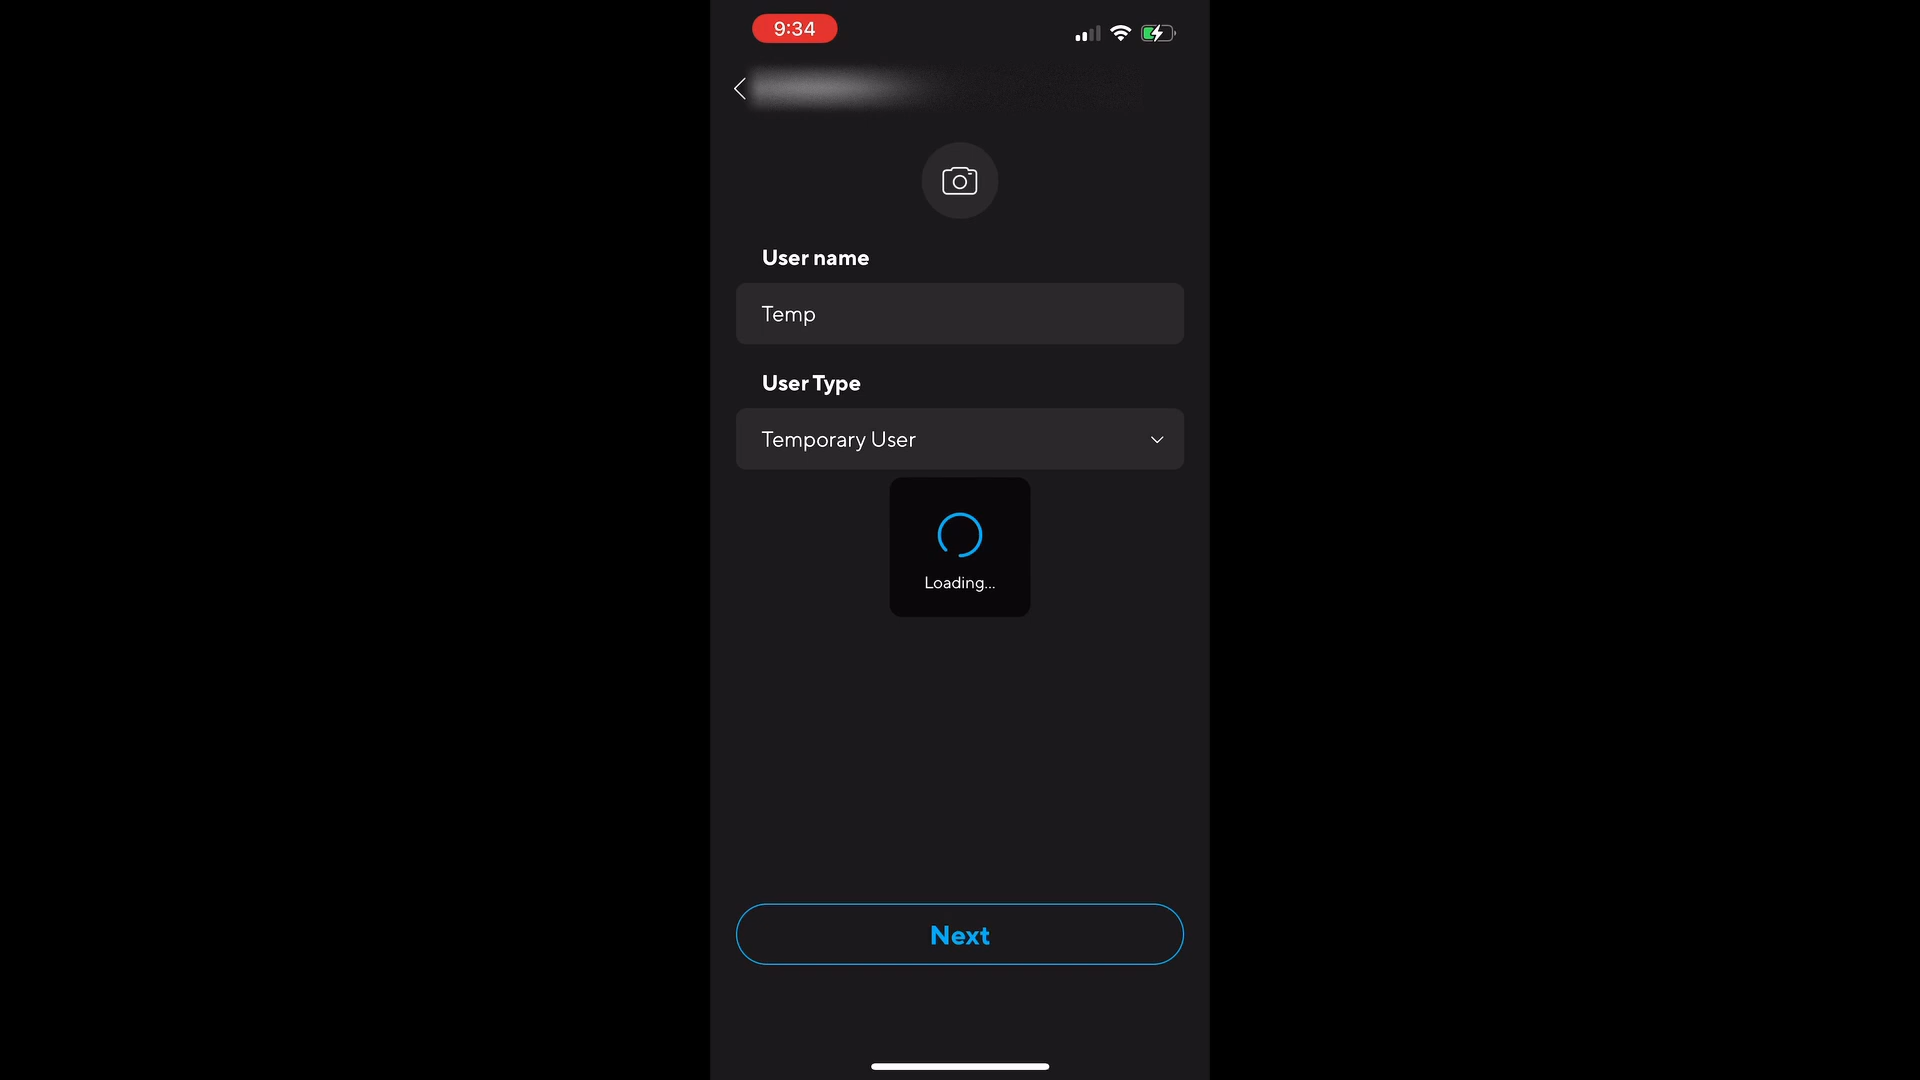 9:34
User name
Temp
User Type
Temporary User
Loading...
Next